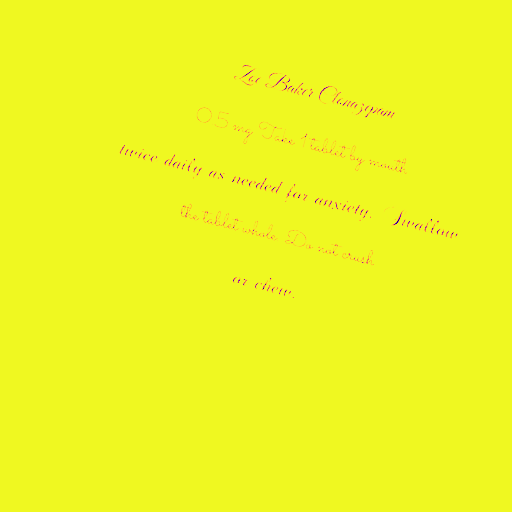 Zoe Baker Clonazepam
0.5 mg Take 1 tablet by mouth
twice daily as needed for anxiety. Swallow
the tablet whole. Do not crush
or chew.